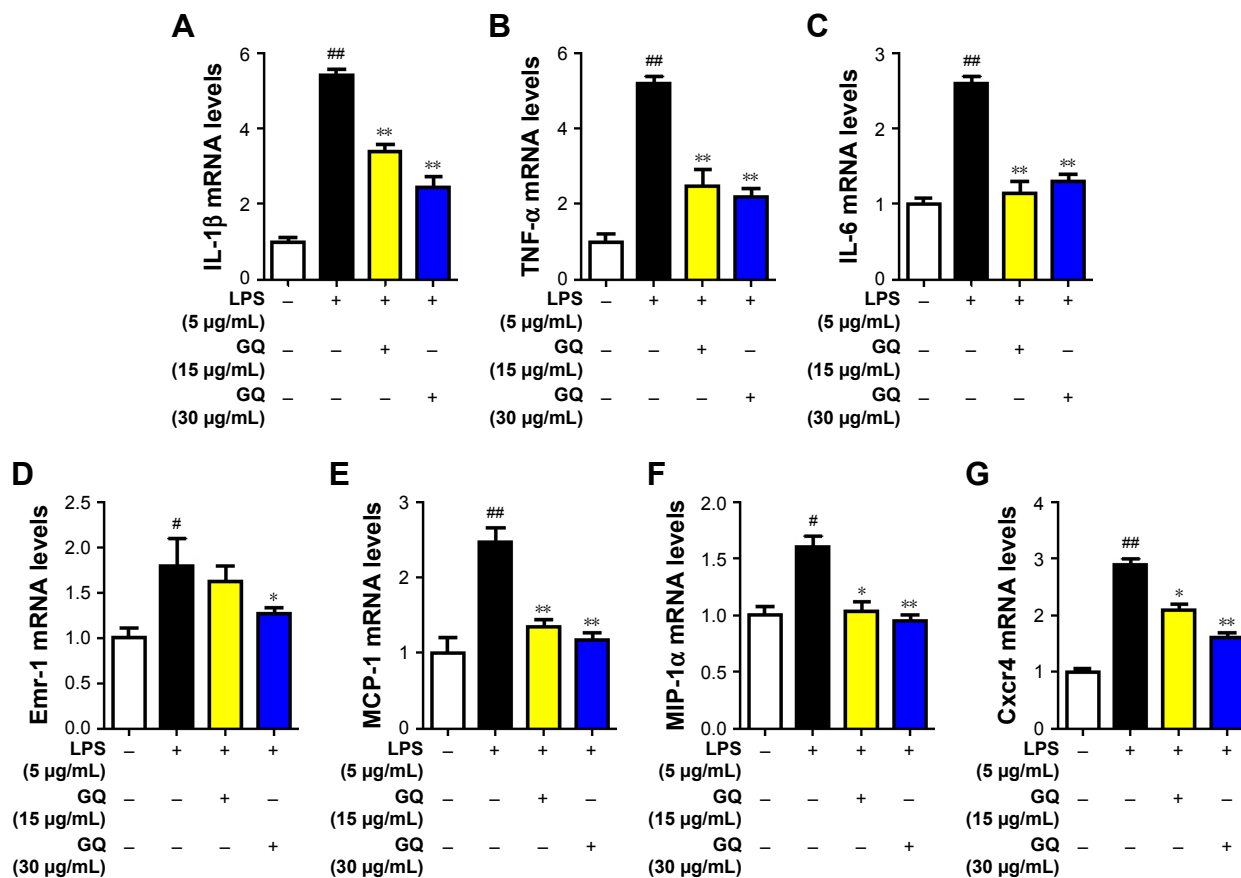 A
IL-1β mRNA levels
6
4
2
0
##
**
**
LPS – + + +
(5 µg/mL)
GQ – – + –
(15 µg/mL)
GQ – – – +
(30 µg/mL)
B
TNF-α mRNA levels
6
4
2
0
##
**
**
LPS – + + +
(5 µg/mL)
GQ – – + –
(15 µg/mL)
GQ – – – +
(30 µg/mL)
C
IL-6 mRNA levels
3
2
1
0
##
**
**
LPS – + + +
(5 µg/mL)
GQ – – + –
(15 µg/mL)
GQ – – – +
(30 µg/mL)
D
Emr-1 mRNA levels
2.5
2.0
1.5
1.0
0.5
0.0
#
*
LPS – + + +
(5 µg/mL)
GQ – – + –
(15 µg/mL)
GQ – – – +
(30 µg/mL)
E
MCP-1 mRNA levels
3
2
1
0
##
**
**
LPS – + + +
(5 µg/mL)
GQ – – + –
(15 µg/mL)
GQ – – – +
(30 µg/mL)
F
MIP-1α mRNA levels
2.0
1.5
1.0
0.5
0.0
#
*
**
LPS – + + +
(5 µg/mL)
GQ – – + –
(15 µg/mL)
GQ – – – +
(30 µg/mL)
G
Cxcr4 mRNA levels
4
3
2
1
0
##
*
**
LPS – + + +
(5 µg/mL)
GQ – – + –
(15 µg/mL)
GQ – – – +
(30 µg/mL)